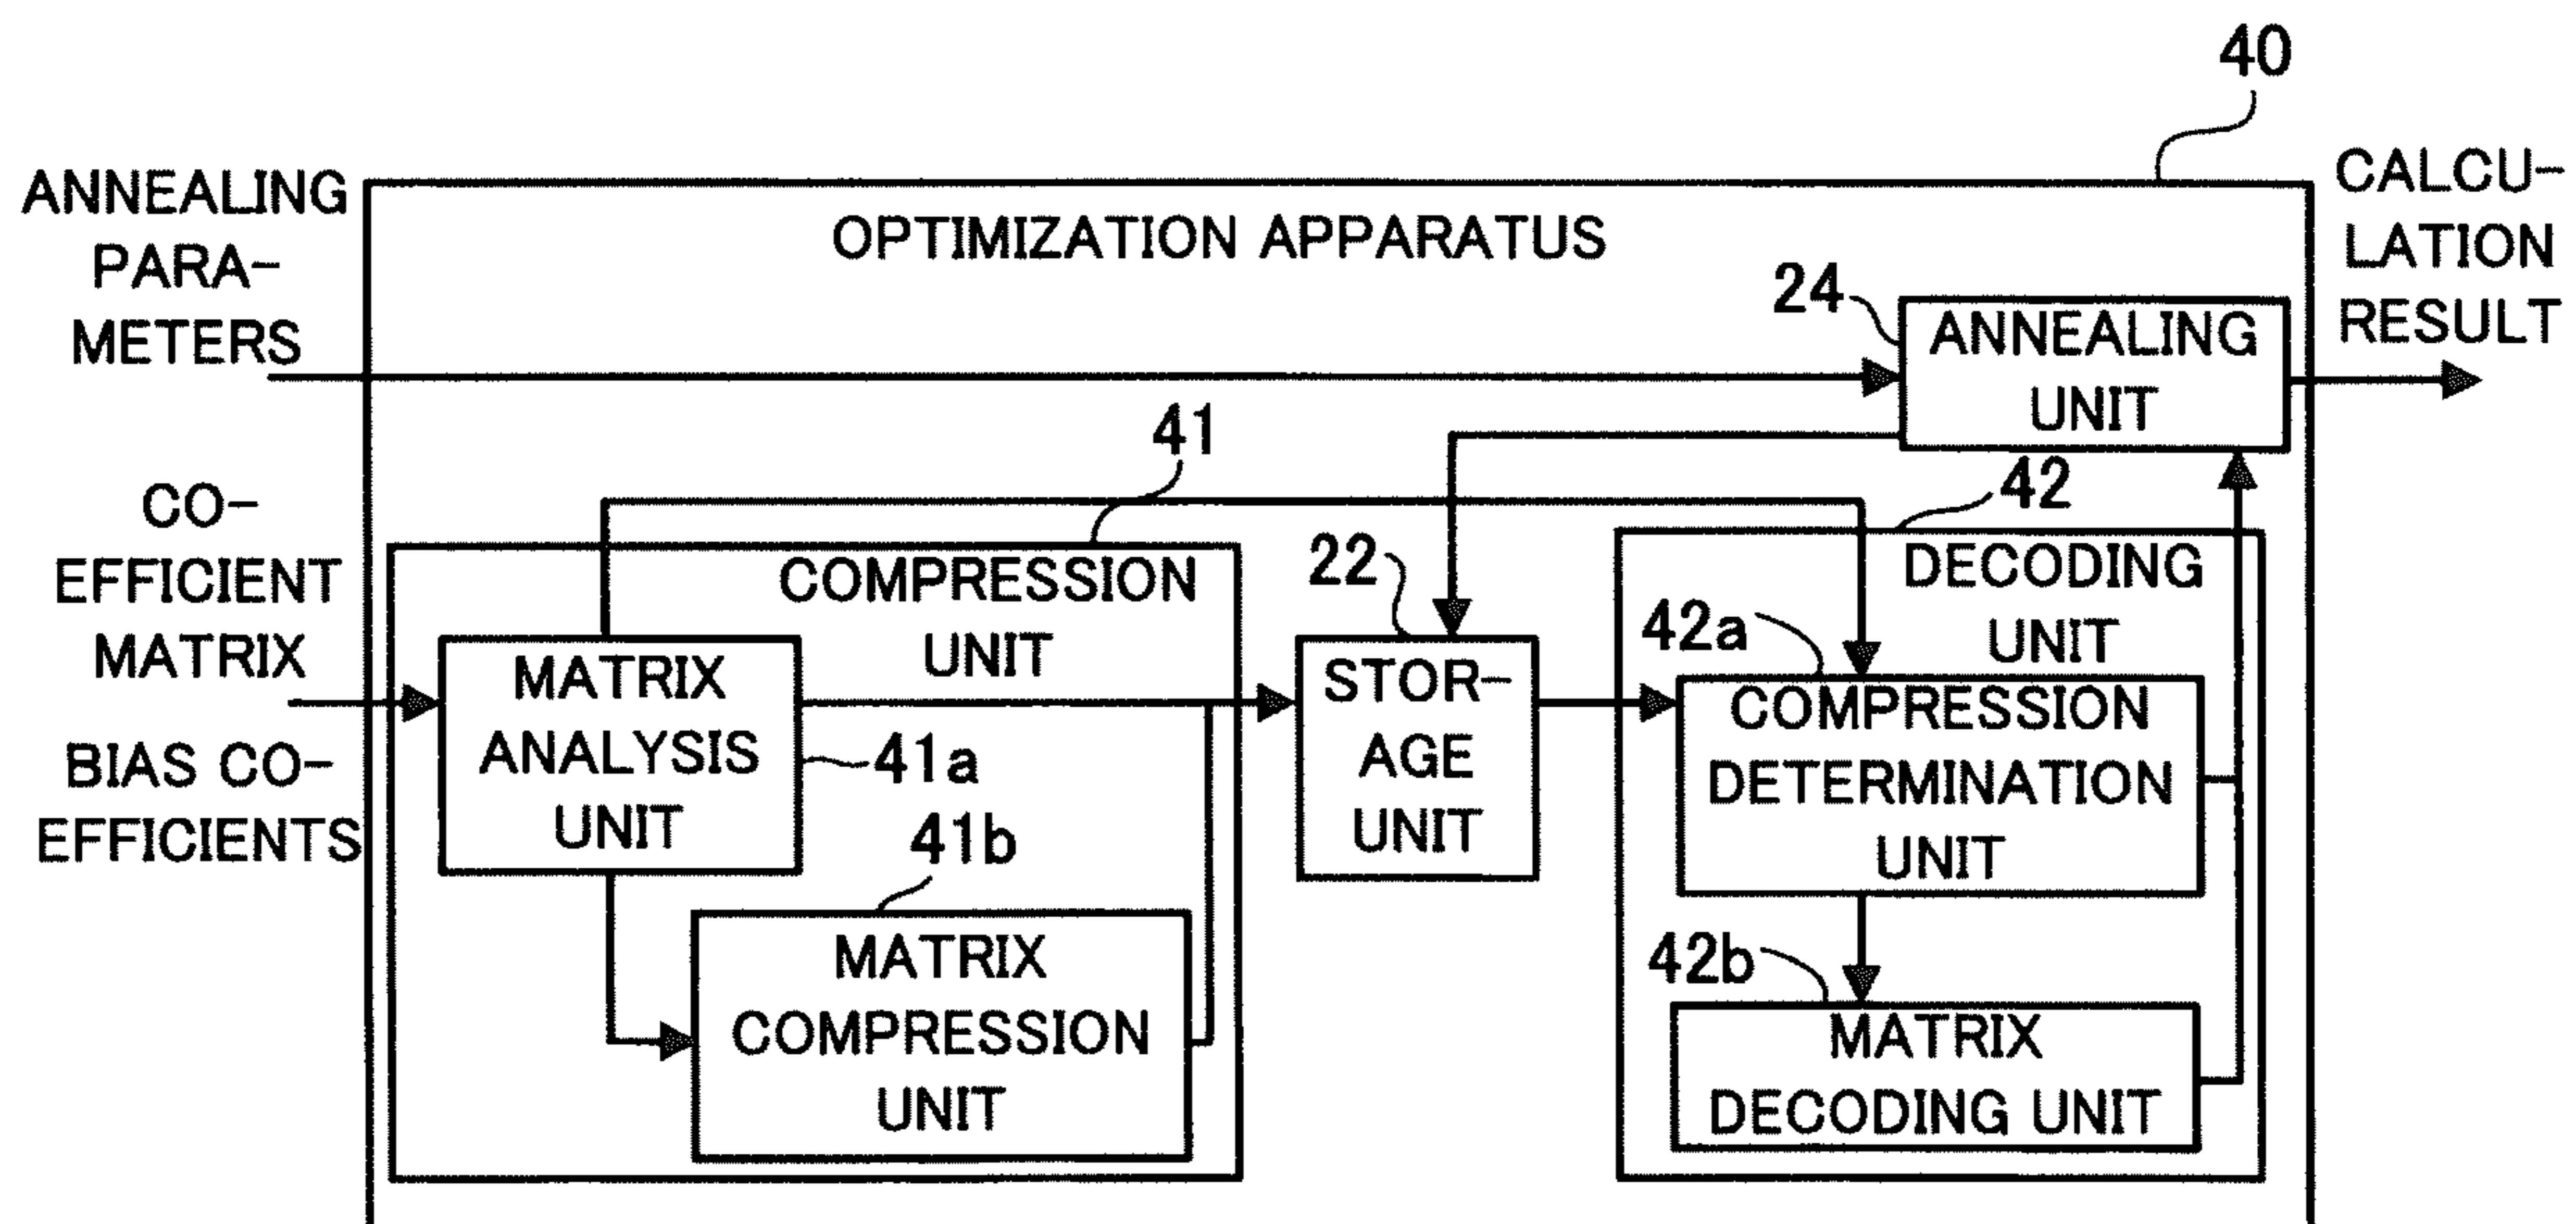 40
ANNEALING
PARA-
METERS
OPTIMIZATION APPARATUS
CALCU-
LATION
RESULT
24
ANNEALING
UNIT
41
CO-
EFFICIENT
MATRIX
BIAS CO-
EFFICIENTS
COMPRESSION
UNIT
MATRIX
ANALYSIS
UNIT
41a
41b
MATRIX
COMPRESSION
UNIT
22
STOR-
AGE
UNIT
42
DECODING
UNIT
42a
COMPRESSION
DETERMINATION
UNIT
42b
MATRIX
DECODING UNIT